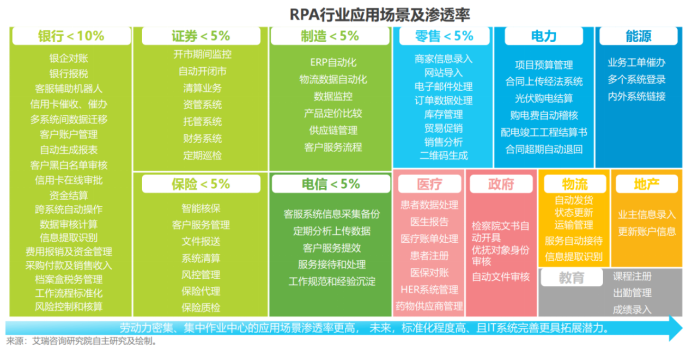 RPA行业应用场景及渗透率
银行<10%
银企对账
银行报税
客服辅助机器人
信用卡催收、催办
多系统间数据迁移
客户账户管理
自动生成报表
客户黑白名单审核
信用卡在线审批
资金结算
跨系统自动操作
数据审核计算
信息提取识别
费用报销及资金管理
采购付款及销售收入
档案盒税务管理
工作流程标准化
风险控制和核算
证券<5%
开市期间监控
自动开闭市
清算业务
资管系统
托管系统
财务系统
定期巡检
制造<5%
ERP自动化
物流数据自动化
数据监控
产品定价比较
供应链管理
客户服务流程
零售<5%
商家信息录入
网站导入
电子邮件处理
订单数据处理
库存管理
贸易促销
销售分析
二维码生成
电力
项目预算管理
合同上传经法系统
光伏购电结算
购电费自动稽核
配电竣工工程结算书
合同超期自动退回
能源
业务工单催办
多个系统登录
内外系统链接
保险<5%
智能核保
客户服务管理
文件报送
系统清算
风控管理
保险代理
保险质检
电信<5%
客服系统信息采集备份
定期分析上传数据
客户服务提效
服务接待和处理
工作规范和经验沉淀
医疗
患者数据处理
医生报告
医疗账单处理
患者注册
医保对账
HER系统管理
药物供应商管理
政府
检察院文书自
动开具
优抚对象身份
审核
自动文件审核
物流
自动发货
状态更新
运输管理
服务自动接待
信息提取识别
地产
业主信息录入
更新账户信息
教育
课程注册
出勤管理
成绩录入
劳动力密集、集中作业中心的应用场景渗透率更高，未来，标准化程度高、且IT系统完善更具拓展潜力。
来源：艾瑞咨询研究院自主研究及绘制。